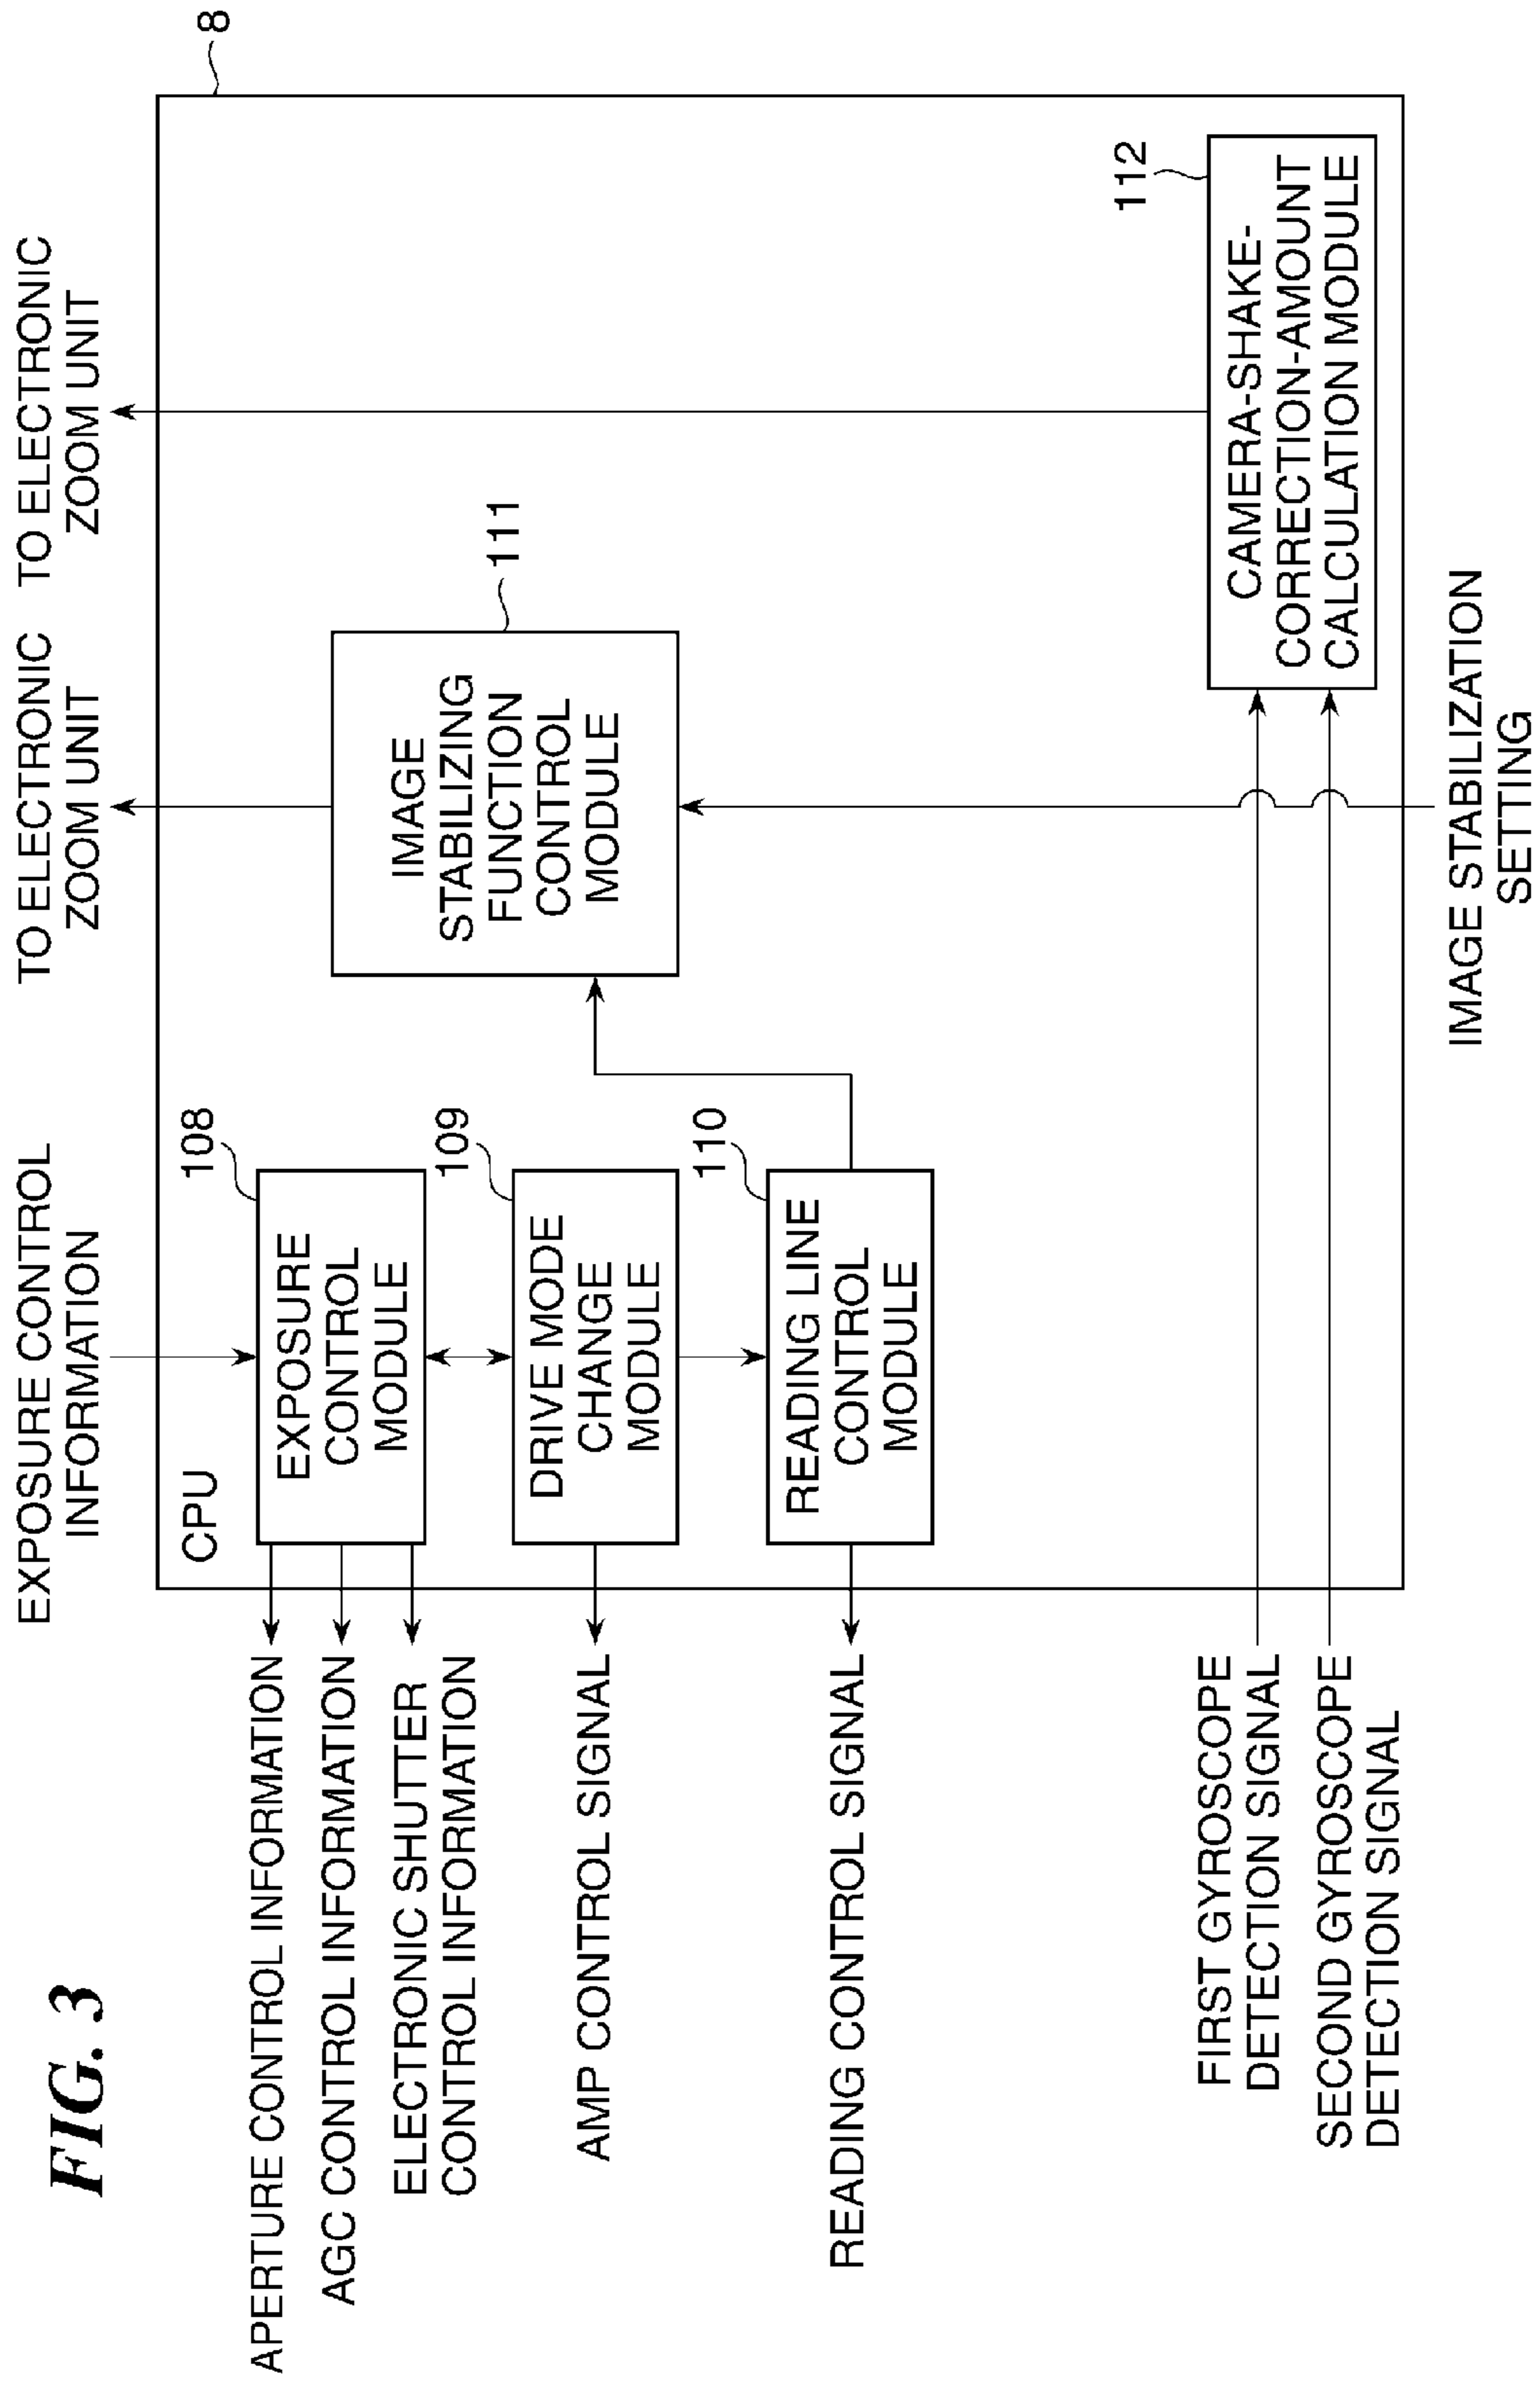 FIG. 3
EXPOSURE CONTROL
INFORMATION
TO ELECTRONIC
ZOOM UNIT
TO ELECTRONIC
ZOOM UNIT
8
CPU
108
EXPOSURE
CONTROL
MODULE
APERTURE CONTROL INFORMATION
AGC CONTROL INFORMATION
ELECTRONIC SHUTTER
CONTROL INFORMATION
109
DRIVE MODE
CHANGE
MODULE
AMP CONTROL SIGNAL
110
READING LINE
CONTROL
MODULE
READING CONTROL SIGNAL
111
IMAGE
STABILIZING
FUNCTION
CONTROL
MODULE
112
CAMERA-SHAKE-
CORRECTION-AMOUNT
CALCULATION MODULE
FIRST GYROSCOPE
DETECTION SIGNAL
SECOND GYROSCOPE
DETECTION SIGNAL
IMAGE STABILIZATION
SETTING